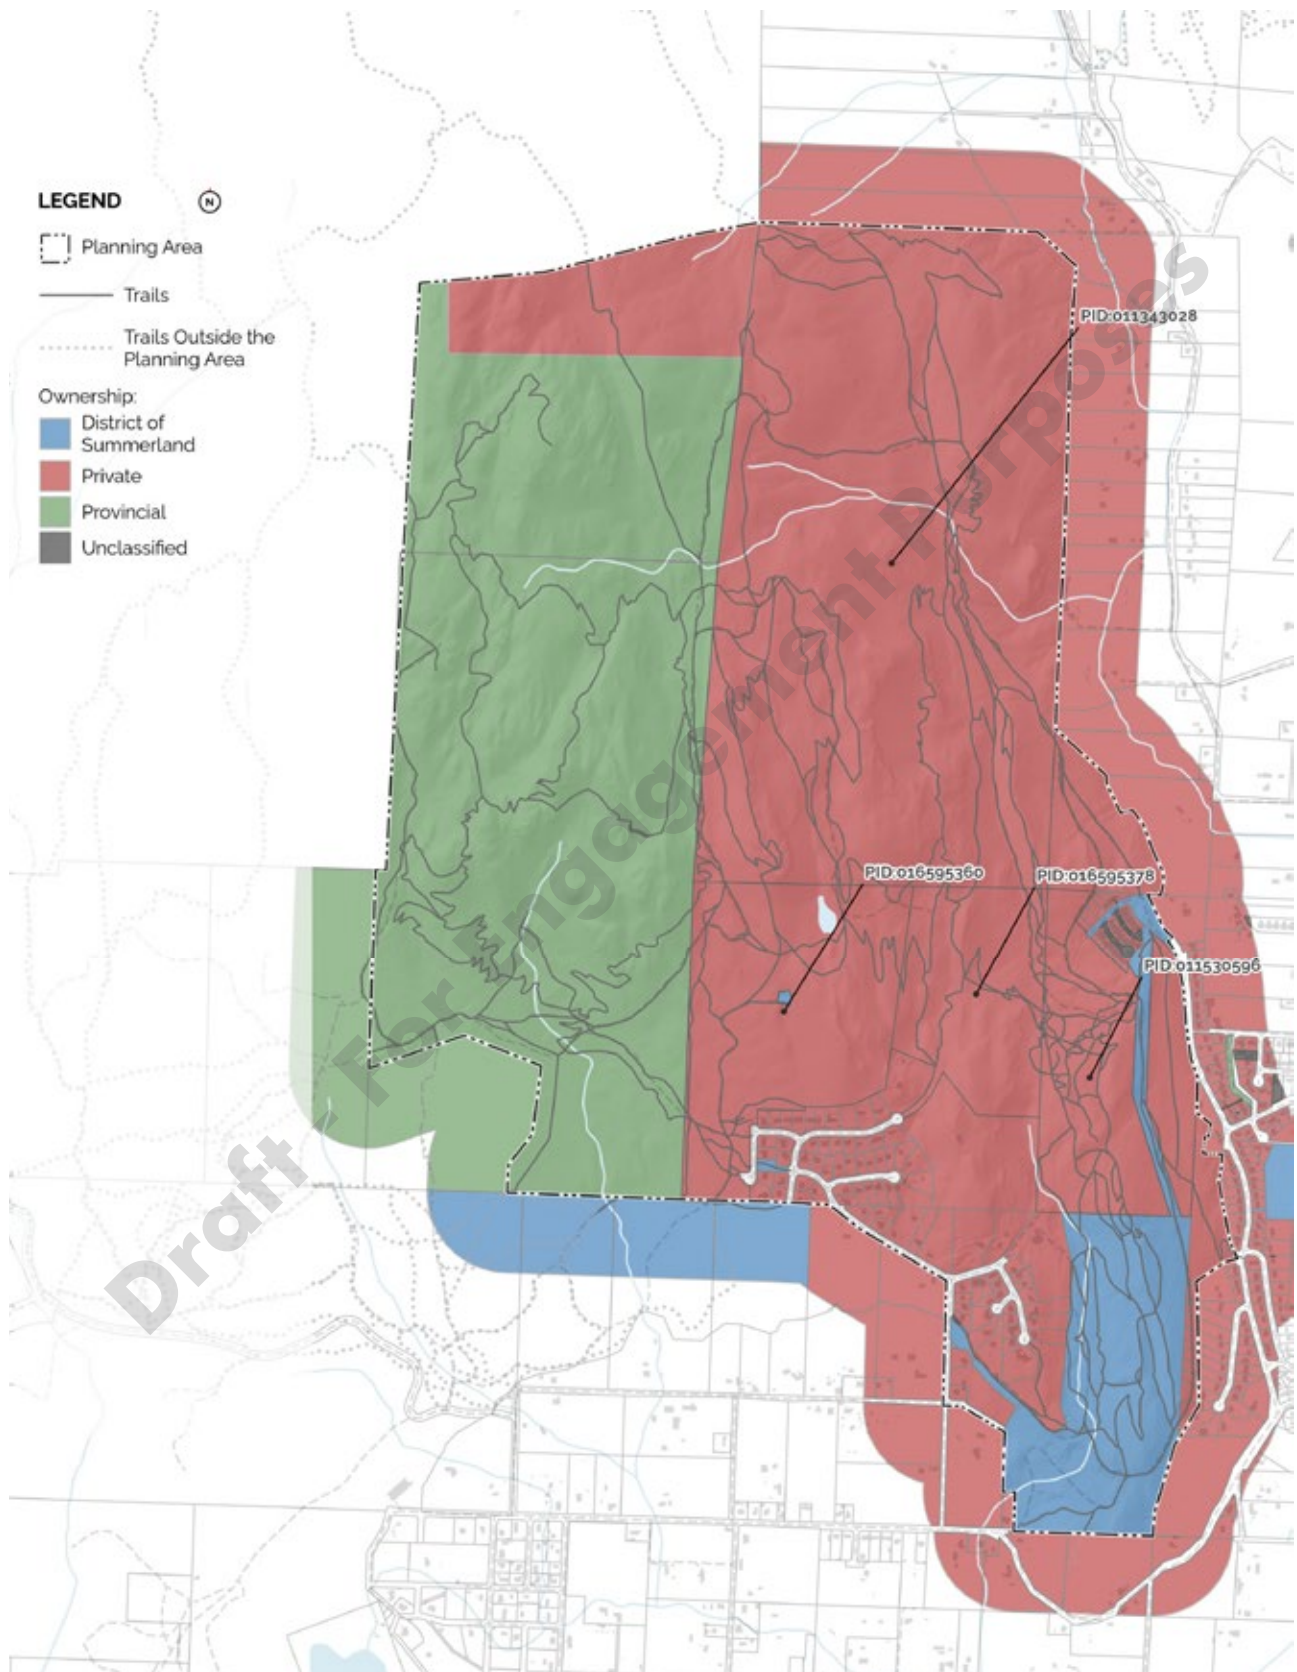 LEGEND
N
Planning Area
Trails
Trails Outside the
Planning Area
Ownership:
District of
Summerland
Private
Provincial
Unclassified
PID:011343028
PID:016595360
PID:016595378
PID:011530596
Draft - For Engagement Purposes